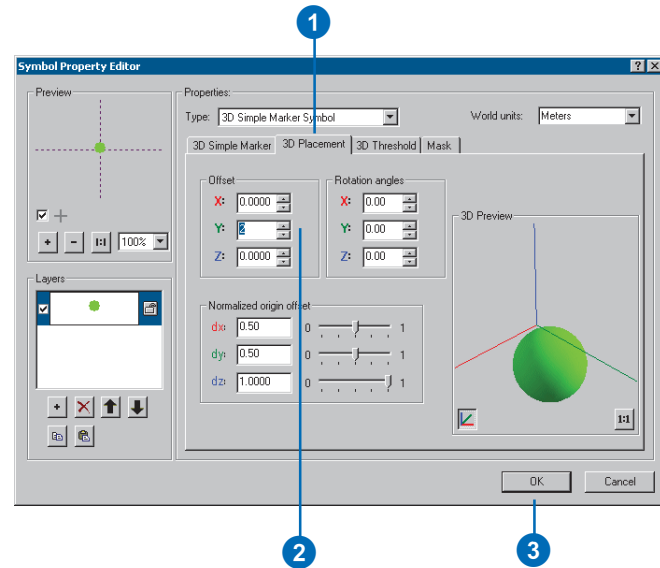 1
Symbol Property Editor
Preview
100%
1:1
Layers
Properties:
Type: 3D Simple Marker Symbol
World units: Meters
3D Simple Marker 3D Placement 3D Threshold Mask
Offset
X: 0.0000
Y: 2
Z: 0.0000
Rotation angles
X: 0.00
Y: 0.00
Z: 0.00
Normalized origin offset
dx: 0.50 0 1
dy: 0.50 0 1
dz: 1.0000 0 1
3D Preview
1:1
OK Cancel
2
3